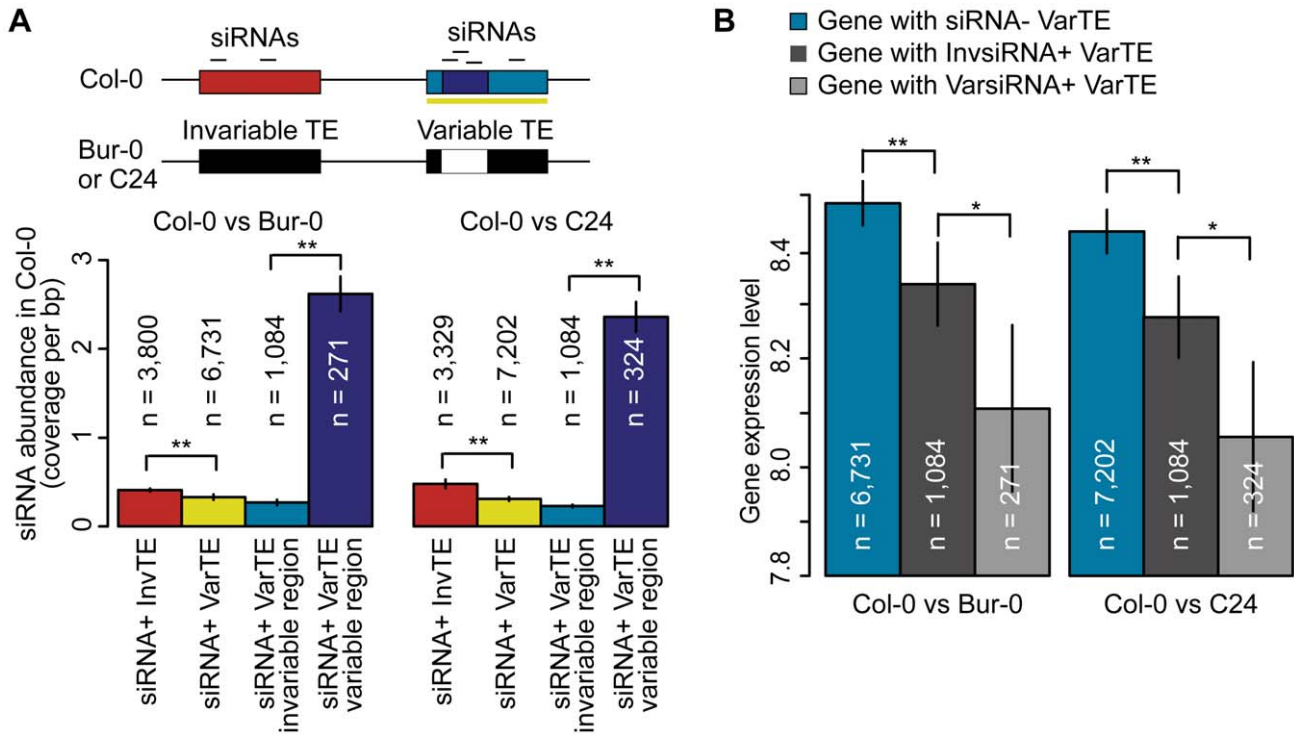 A
siRNAs
siRNAs
Col-0
Invariable TE
Variable TE
Bur-0
or C24
Col-0 vs Bur-0
Col-0 vs C24
siRNA abundance in Col-0
(coverage per bp)
3
2
1
0
**
**
n = 3,800
n = 6,731
n = 1,084
n = 271
siRNA+ InvTE
siRNA+ VarTE
siRNA+ VarTE
invariable region
siRNA+ VarTE
variable region
**
**
n = 3,329
n = 7,202
n = 1,084
n = 324
siRNA+ InvTE
siRNA+ VarTE
siRNA+ VarTE
invariable region
siRNA+ VarTE
variable region
B
Gene with siRNA- VarTE
Gene with InvsiRNA+ VarTE
Gene with VarsiRNA+ VarTE
Gene expression level
8.4
8.2
8.0
7.8
**
*
n = 6,731
n = 1,084
n = 271
**
*
n = 7,202
n = 1,084
n = 324
Col-0 vs Bur-0
Col-0 vs C24